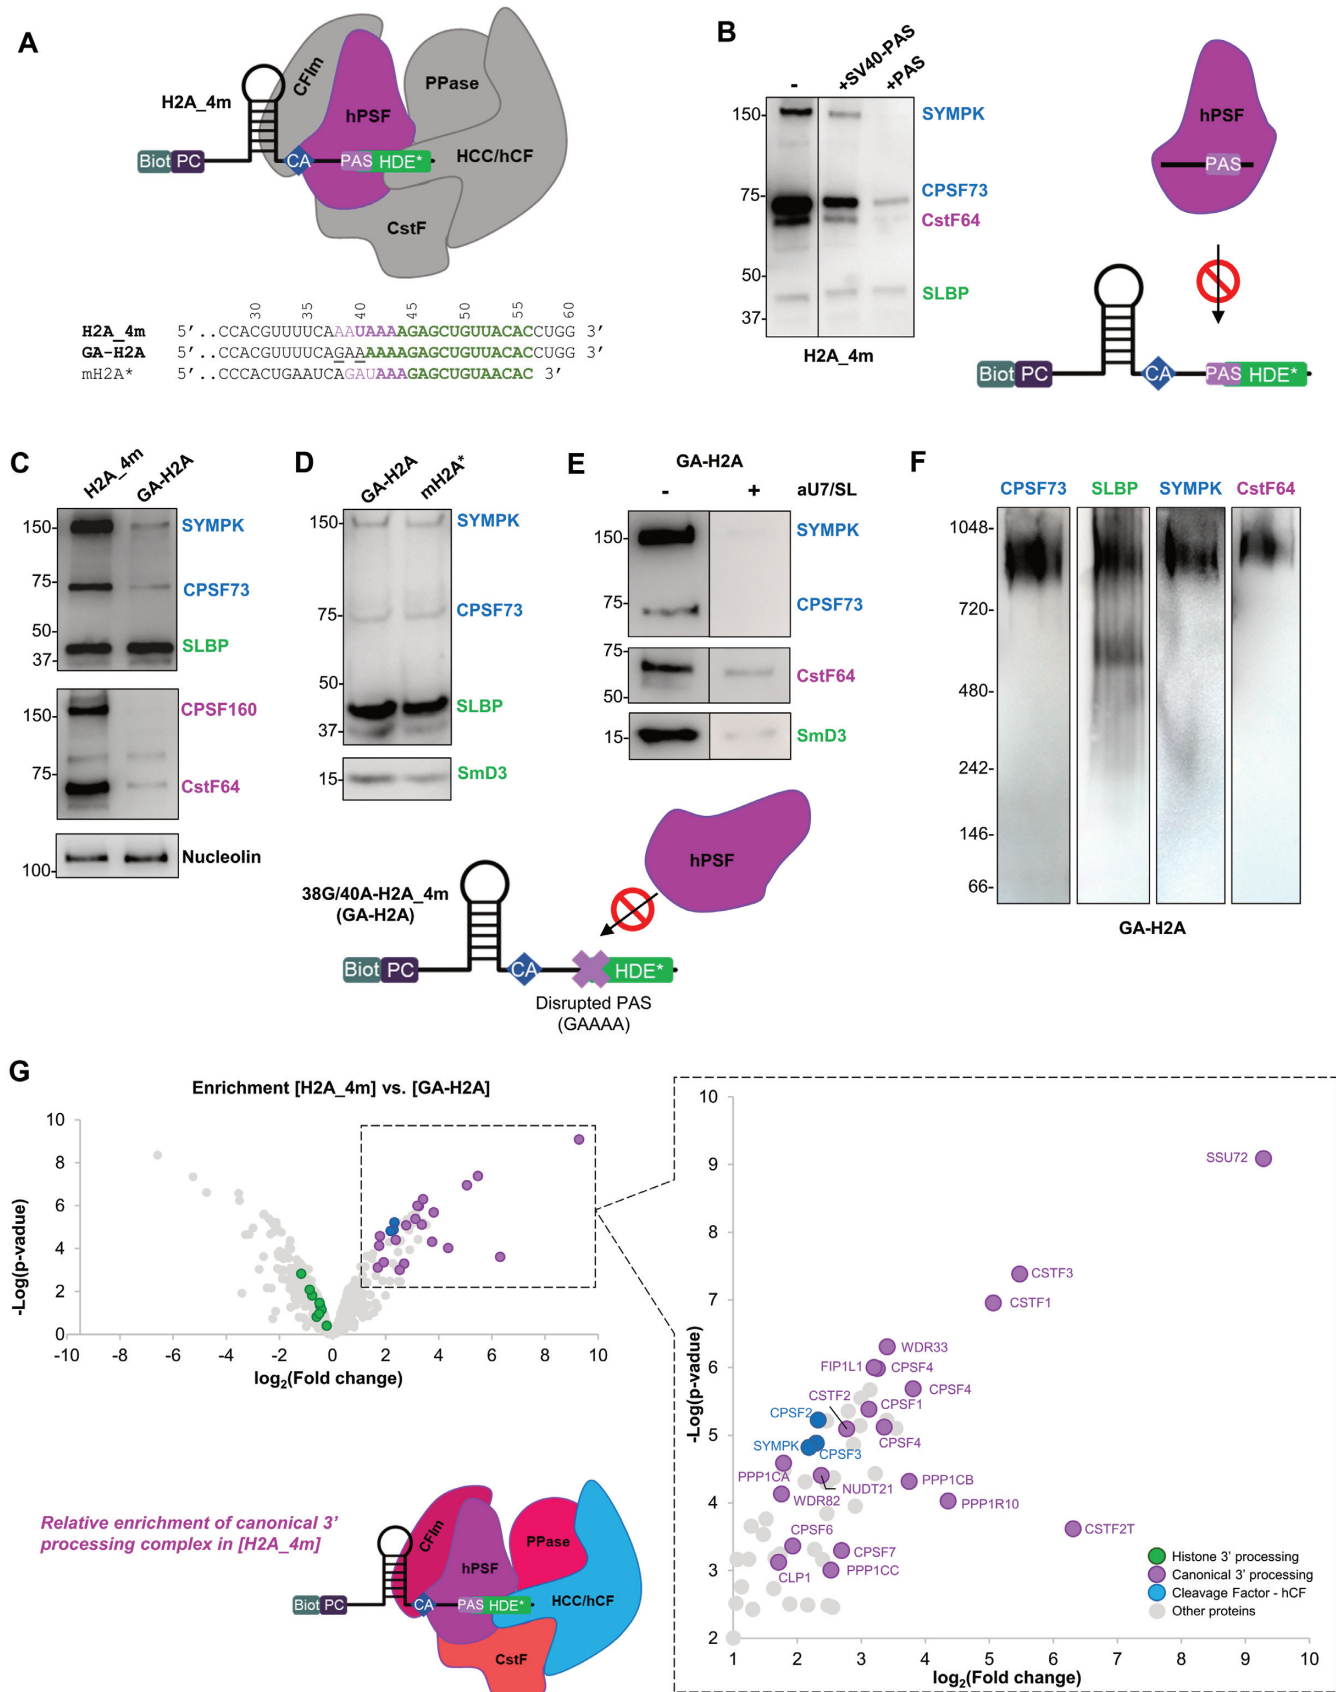 A
H2A_4m
CFIm
hPSF
PPase
HCC/hCF
CstF
Biot PC CA PAS HDE*
30 35 40 45 50 55 60
H2A_4m 5’ ..CCACGUUUUCAAAUAAAAGAGCUGUUACACCUGG 3’
GA-H2A 5’ ..CCACGUUUUCAGAAAAAAGAGCUGUUACACCUGG 3’
mH2A* 5’ ..CCCACUGAAUCAGAUAAAGAGCUGUAACAC 3’
B
- +SV40-PAS +PAS
150-
75-
50-
37-
SYMPK
CPSF73
CstF64
SLBP
H2A_4m
hPSF
PAS
Biot PC CA PAS HDE*
C
H2A_4m GA-H2A
150-
75-
50-
37-
SYMPK
CPSF73
SLBP
150-
75-
CPSF160
CstF64
100-
Nucleolin
D
GA-H2A mH2A*
150-
75-
50-
37-
SYMPK
CPSF73
SLBP
15-
SmD3
E
GA-H2A
- + aU7/SL
150-
75-
SYMPK
CPSF73
75-
50-
CstF64
15-
SmD3
hPSF
38G/40A-H2A_4m
(GA-H2A)
Biot PC CA HDE*
Disrupted PAS
(GAAAA)
F
CPSF73 SLBP SYMPK CstF64
1048-
720-
480-
242-
146-
66-
GA-H2A
G
Enrichment [H2A_4m] vs. [GA-H2A]
10
8
6
4
2
0
-Log(p-vadue)
-10 -8 -6 -4 -2 0 2 4 6 8 10
log2(Fold change)
Relative enrichment of canonical 3’
processing complex in [H2A_4m]
CFIm
hPSF
PPase
HCC/hCF
CstF
Biot PC CA PAS HDE*
10
9
8
7
6
5
4
3
2
-Log(p-vadue)
SSU72
CSTF3
CSTF1
WDR33
FIP1L1
CPSF4
CPSF4
CSTF2
CPSF1
CPSF2
CPSF4
SYMPK
CPSF3
PPP1CA
NUDT21
PPP1CB
WDR82
PPP1R10
CSTF2T
CPSF6
CPSF7
CLP1
PPP1CC
Histone 3’ processing
Canonical 3’ processing
Cleavage Factor - hCF
Other proteins
1 2 3 4 5 6 7 8 9 10
log2(Fold change)